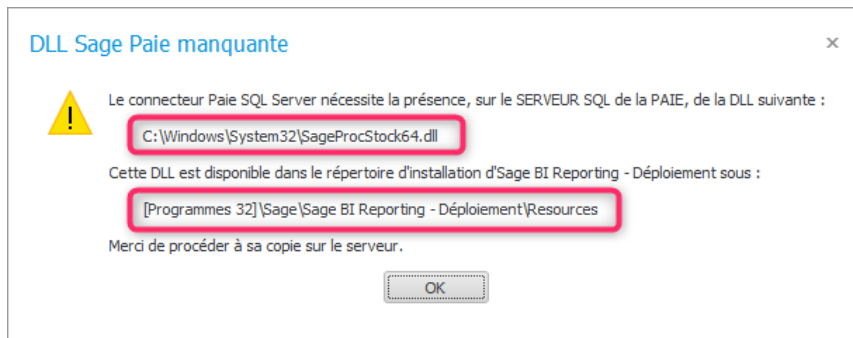 DLL Sage Paie manquante
Le connecteur Paie SQL Server nécessite la présence, sur le SERVEUR SQL de la PAIE, de la DLL suivante :
C:\Windows\System32\SageProcStock64.dll
Cette DLL est disponible dans le répertoire d'installation d'Sage BI Reporting - Déploiement sous :
[Programmes 32]\Sage\Sage BI Reporting - Déploiement\Resources
Merci de procéder à sa copie sur le serveur.
OK